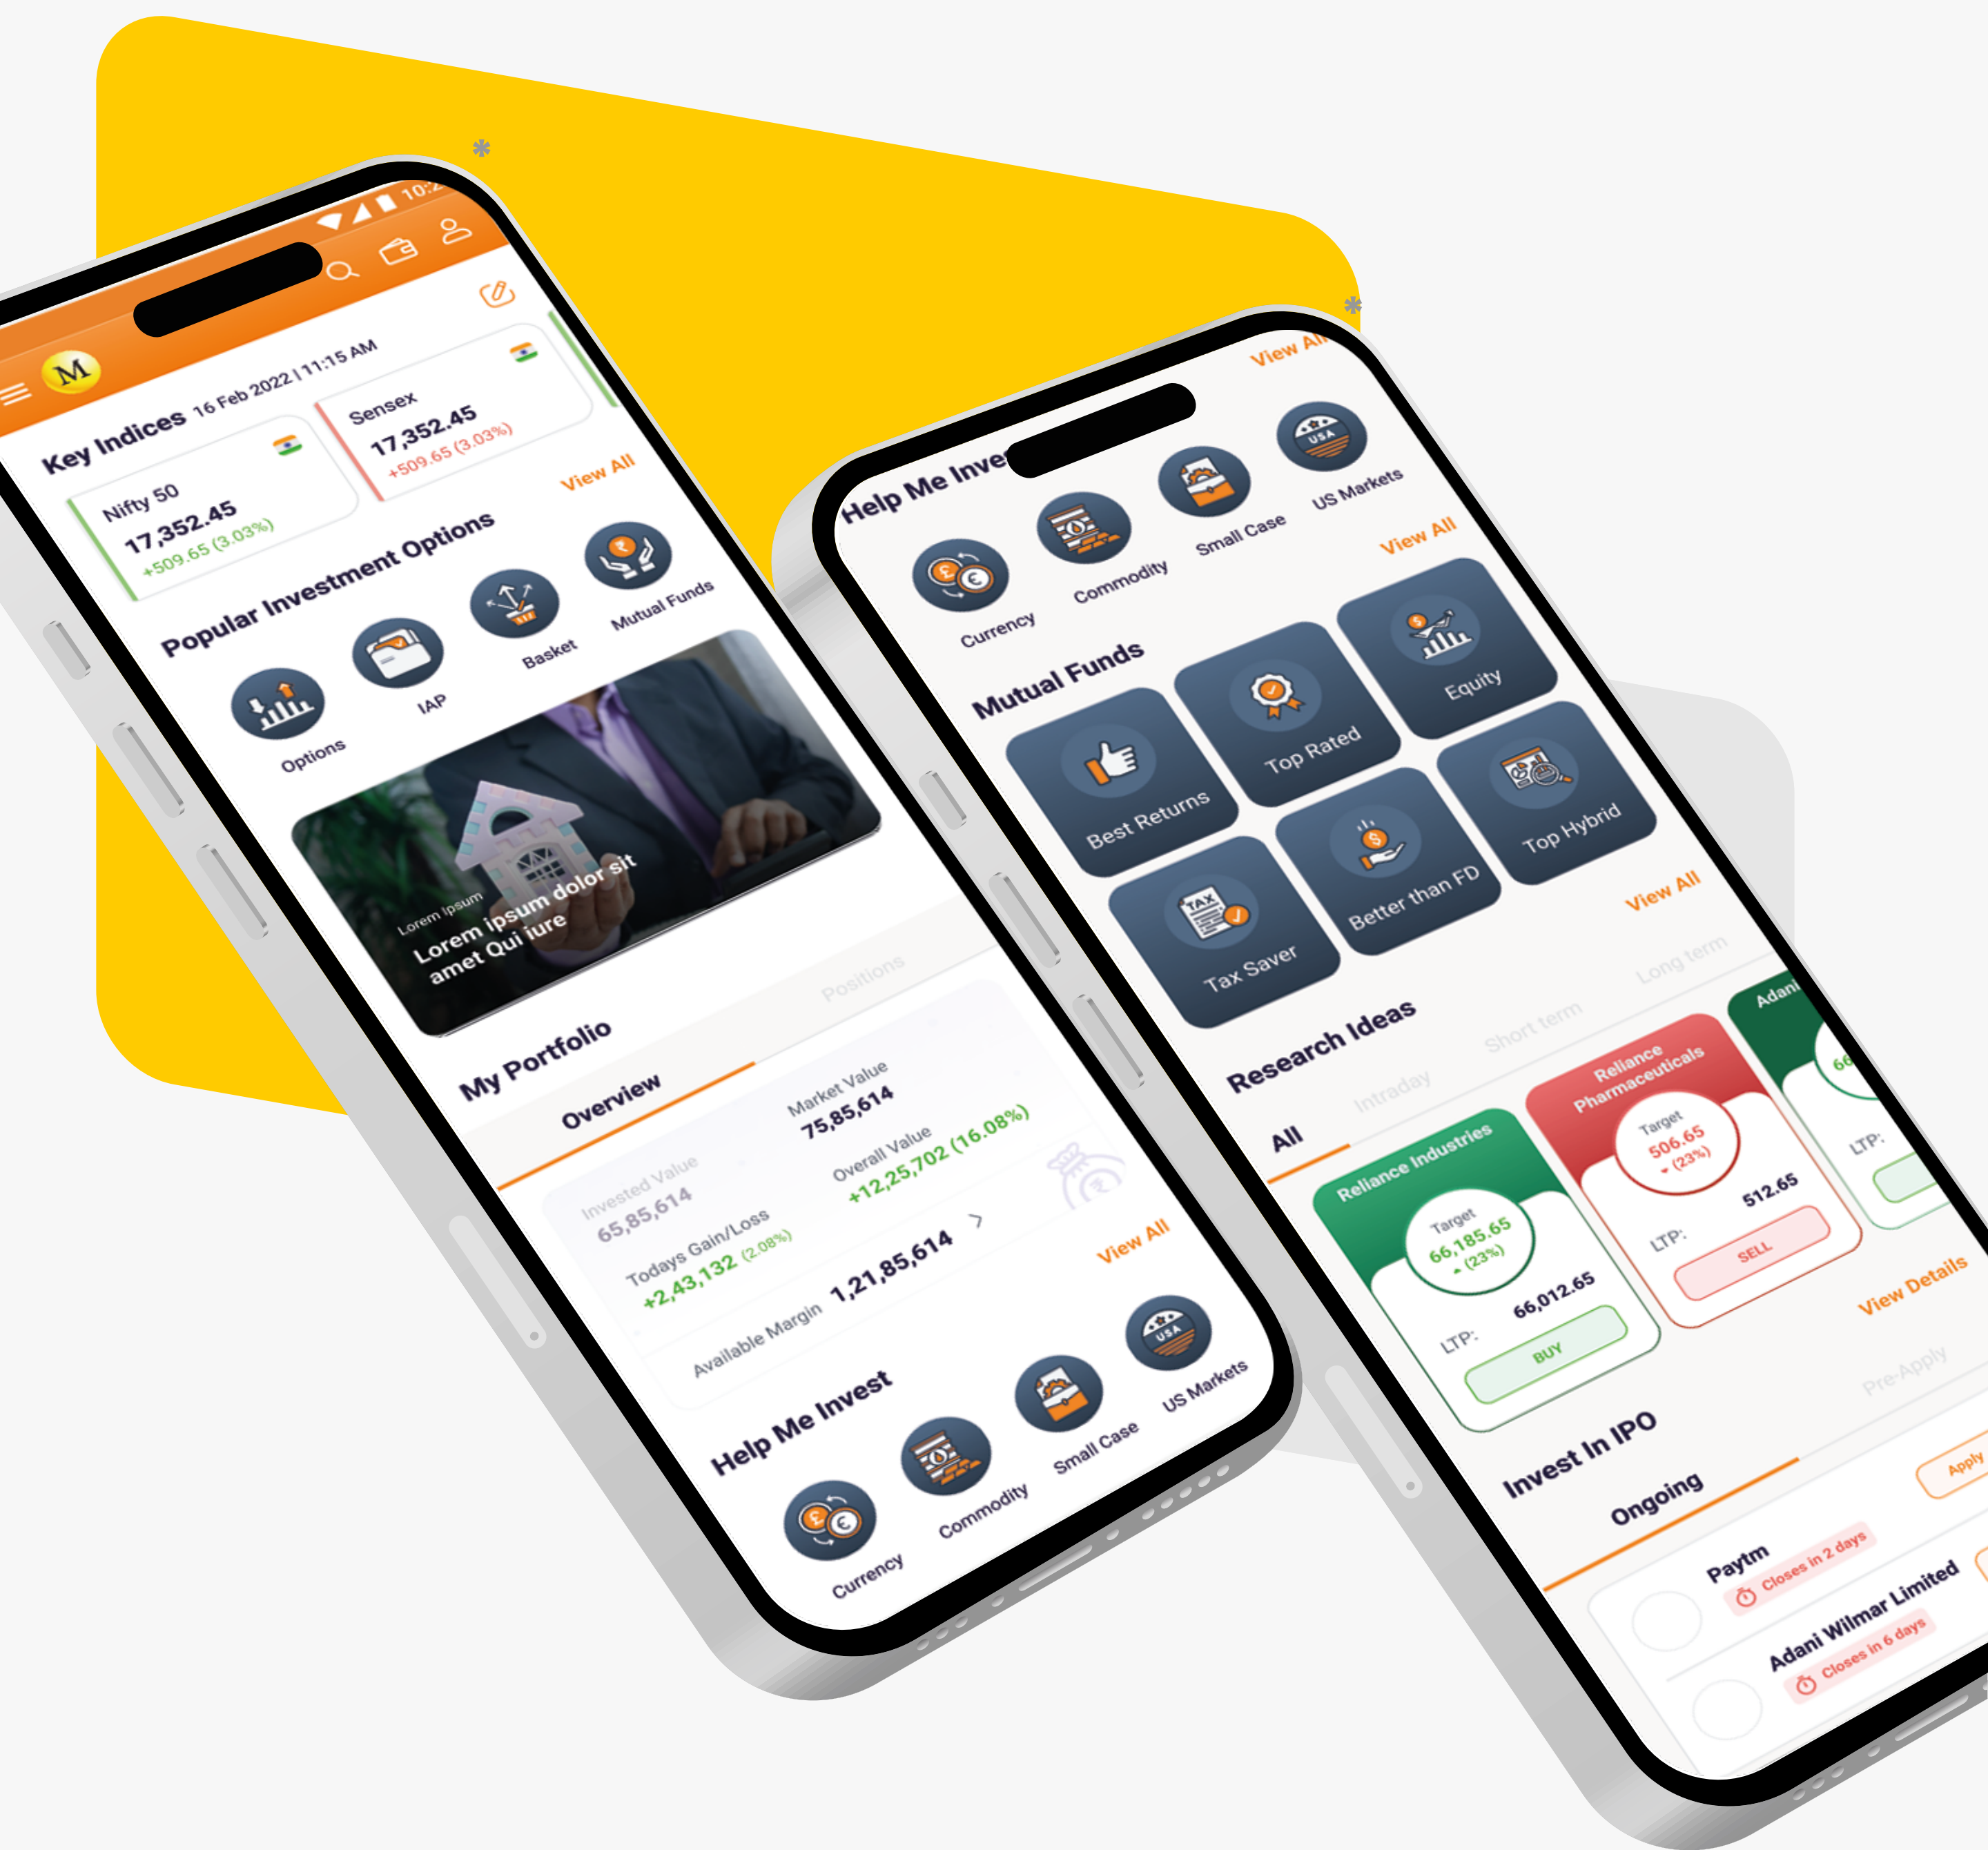 10:2
M
Key Indices 16 Feb 2022 | 11:15 AM
Nifty 50
17,352.45
+509.65 (3.03%)
Sensex
17,352.45
+509.65 (3.03%)
Popular Investment Options
View All
Options
IAP
Basket
Mutual Funds
Lorem Ipsum
Lorem ipsum dolor sit
amet Qui iure
My Portfolio
Overview
Positions
Invested Value
65,85,614
Market Value
75,85,614
Todays Gain/Loss
+2,43,132 (2.08%)
Overall Value
+12,25,702 (16.08%)
Available Margin 1,21,85,614
Help Me Invest
View All
USA
Currency
Commodity
Small Case
US Markets
Help Me Inves
View All
USA
Currency
Commodity
Small Case
US Markets
Mutual Funds
View All
Best Returns
Top Rated
Equity
TAX
Tax Saver
Better than FD
Top Hybrid
Research Ideas
View All
All
Intraday
Short term
Long term
Reliance Industries
Target
66,185.65
(23%)
LTP:
66,012.65
BUY
Reliance
Pharmaceuticals
Target
506.65
(23%)
LTP:
512.65
SELL
Adani
66
LTP:
View Details
Invest In IPO
Ongoing
Pre-Apply
Paytm
Closes in 2 days
Apply
Adani Wilmar Limited
Closes in 6 days